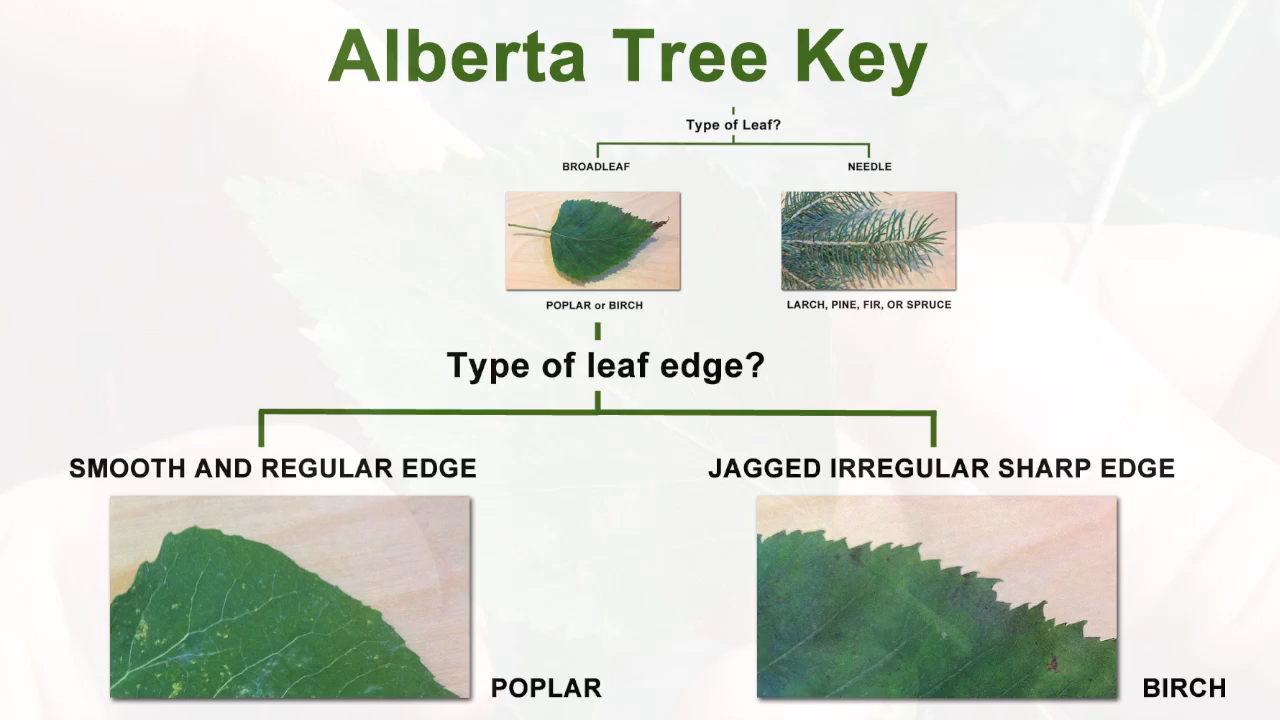 Alberta Tree Key
Type of Leaf?
BROADLEAF
NEEDLE
POPLAR or BIRCH
LARCH, PINE, FIR, OR SPRUCE
Type of leaf edge?
SMOOTH AND REGULAR EDGE
JAGGED IRREGULAR SHARP EDGE
POPLAR
BIRCH